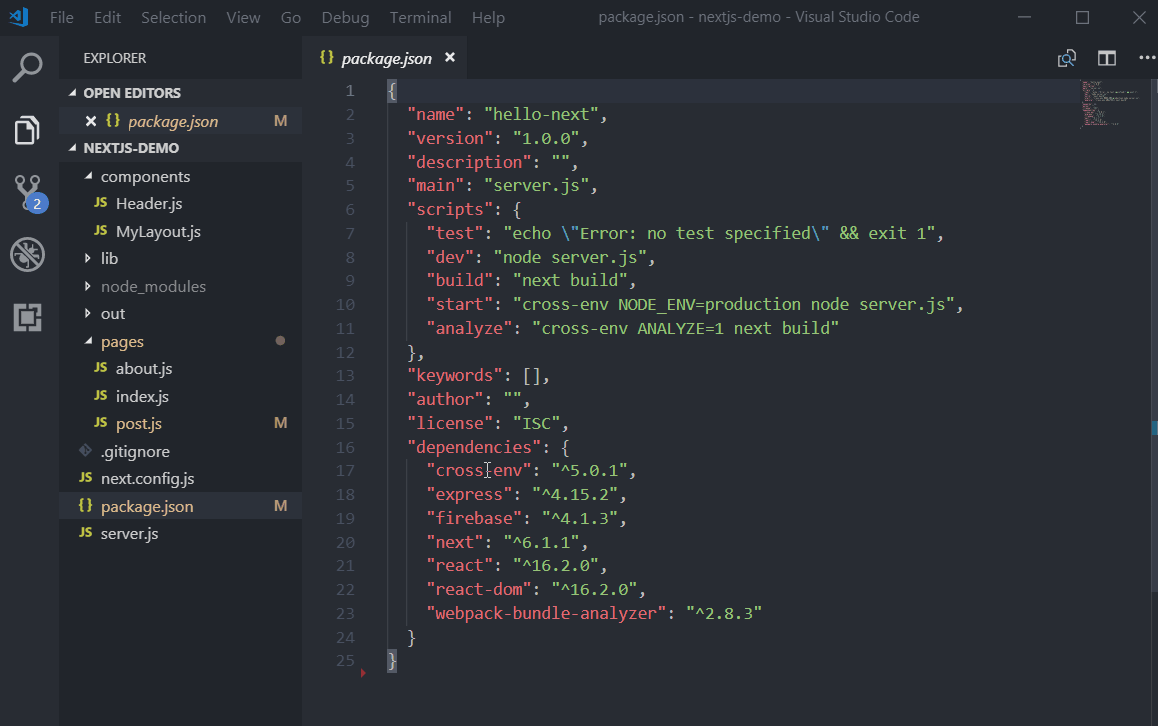 File Edit Selection View Go Debug Terminal Help package.json - nextjs-demo - Visual Studio Code
EXPLORER
OPEN EDITORS
{} package.json M
NEXTJS-DEMO
components
JS Header.js
JS MyLayout.js
lib
node_modules
out
pages
JS about.js
JS index.js
JS post.js M
.gitignore
JS next.config.js
{} package.json M
JS server.js
2
{} package.json
1 {
2 "name": "hello-next",
3 "version": "1.0.0",
4 "description": "",
5 "main": "server.js",
6 "scripts": {
7 "test": "echo \"Error: no test specified\" && exit 1",
8 "dev": "node server.js",
9 "build": "next build",
10 "start": "cross-env NODE_ENV=production node server.js",
11 "analyze": "cross-env ANALYZE=1 next build"
12 },
13 "keywords": [],
14 "author": "",
15 "license": "ISC",
16 "dependencies": {
17 "cross-env": "^5.0.1",
18 "express": "^4.15.2",
19 "firebase": "^4.1.3",
20 "next": "^6.1.1",
21 "react": "^16.2.0",
22 "react-dom": "^16.2.0",
23 "webpack-bundle-analyzer": "^2.8.3"
24 }
25 }